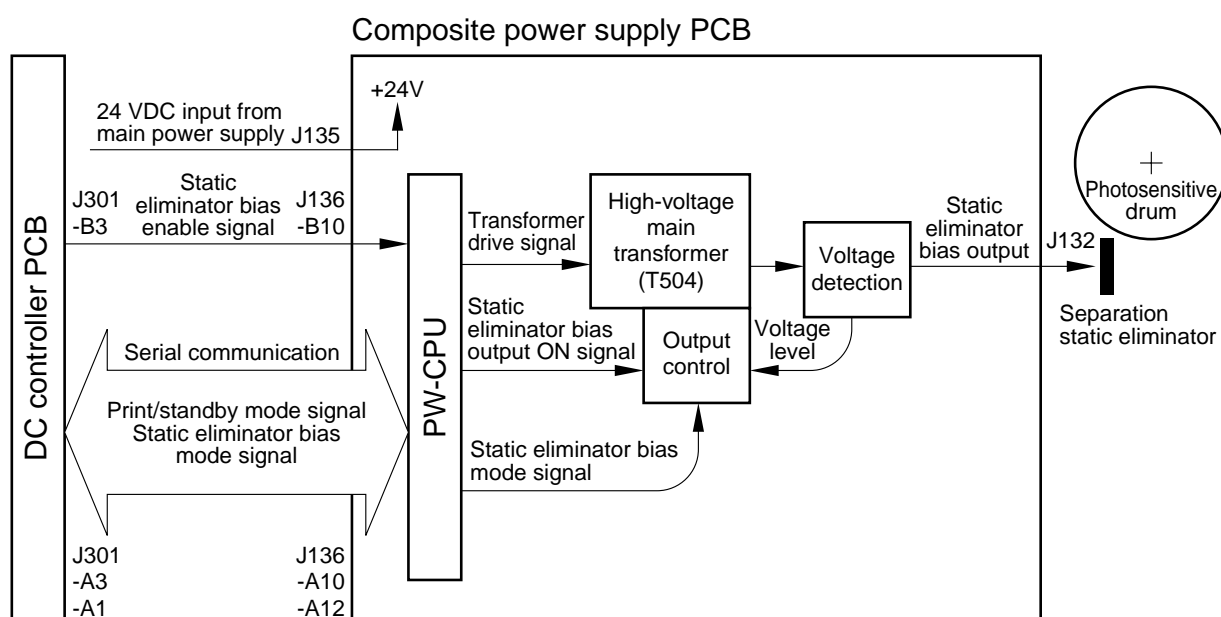 Composite power supply PCB
DC controller PCB
24 VDC input from
main power supply
J135
+24V
J301
-B3
Static
eliminator bias
enable signal
J136
-B10
Serial communication
Print/standby mode signal
Static eliminator bias
mode signal
J301
-A3
-A1
J136
-A10
-A12
PW-CPU
Transformer
drive signal
Static
eliminator bias
output ON signal
Static eliminator bias
mode signal
High-voltage
main
transformer
(T504)
Output
control
Voltage
level
Voltage
detection
Static
eliminator
bias output
J132
Photosensitive
drum
Separation
static eliminator